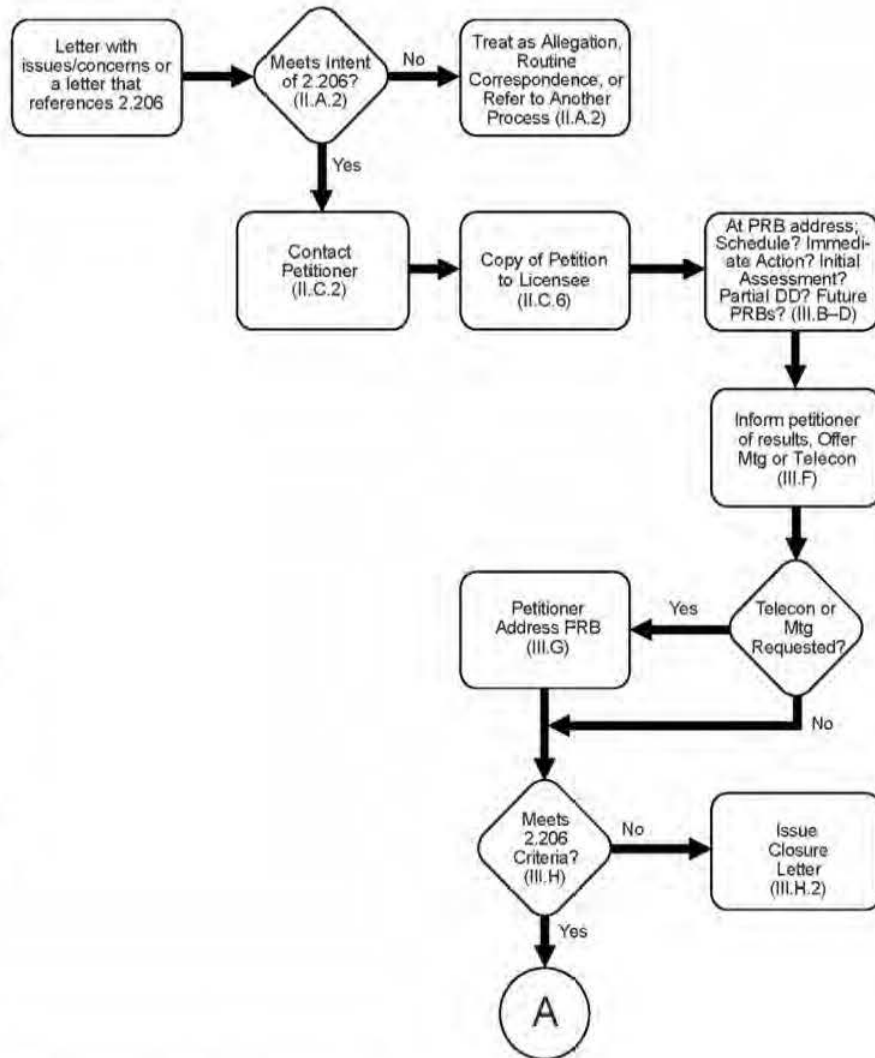 Letter with
issues/concerns or
a letter that
references 2.206
Meets Intent
of 2.206?
(II.A.2)
No
Treat as Allegation,
Routine
Correspondence, or
Refer to Another
Process (II.A.2)
Yes
Contact
Petitioner
(II.C.2)
Copy of Petition
to Licensee
(II.C.6)
At PRB address;
Schedule? Immedi-
ate Action? Initial
Assessment?
Partial DD? Future
PRBs? (III.B–D)
Inform petitioner
of results, Offer
Mtg or Telecon
(III.F)
Telecon or
Mtg
Requested?
Yes
Petitioner
Address PRB
(III.G)
No
Meets
2.206
Criteria?
(III.H)
No
Issue
Closure
Letter
(III.H.2)
Yes
A